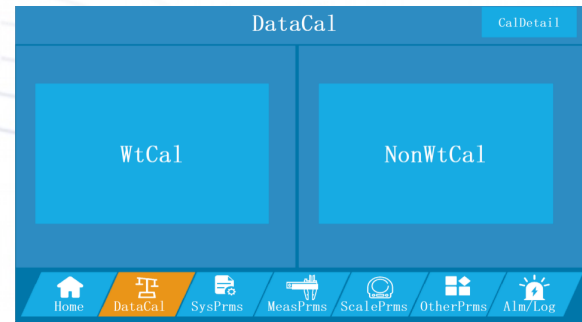 DataCal
CalDetail
WtCal
NonWtCal
Home
DataCal
SysPrms
MeasPrms
ScalePrms
OtherPrms
Alm/Log